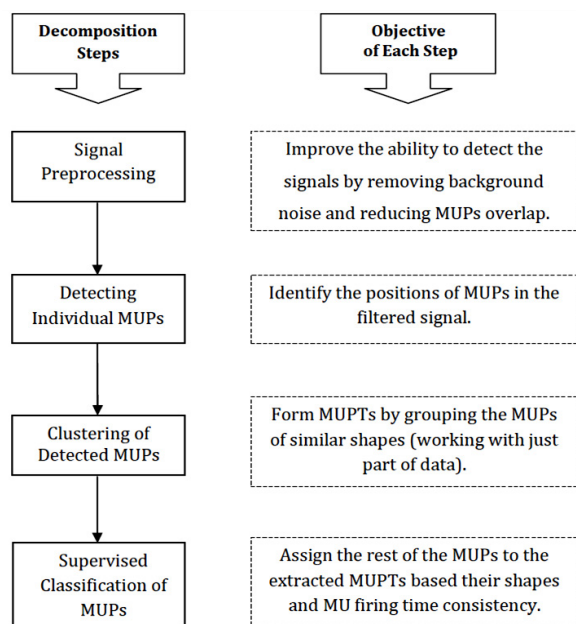 Decomposition
Steps
Objective
of Each Step
Signal
Preprocessing
Improve the ability to detect the
signals by removing background
noise and reducing MUPs overlap.
Detecting
Individual MUPs
Identify the positions of MUPs in the
filtered signal.
Clustering of
Detected MUPs
Form MUPTs by grouping the MUPs
of similar shapes (working with just
part of data).
Supervised
Classification of
MUPs
Assign the rest of the MUPs to the
extracted MUPTs based their shapes
and MU firing time consistency.